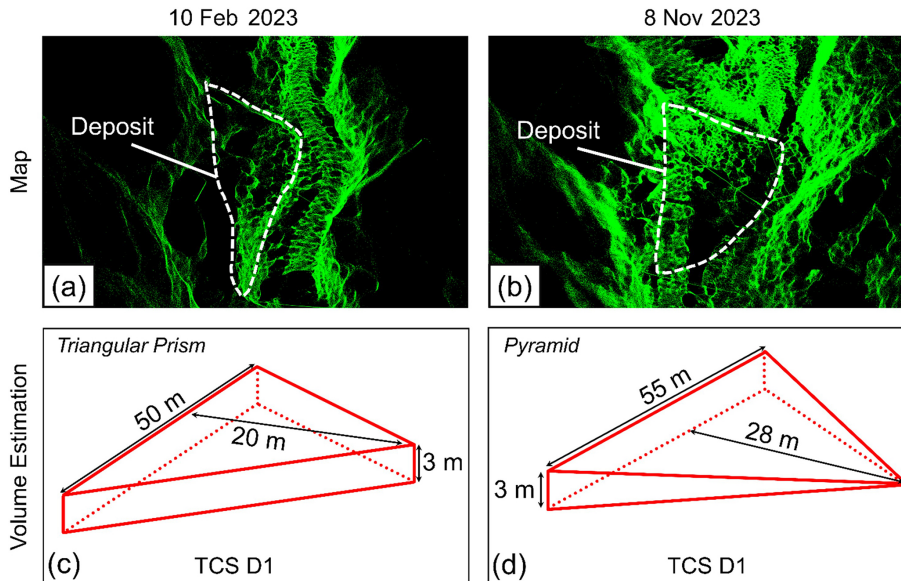 10 Feb 2023
8 Nov 2023
Map
Deposit
(a)
Deposit
(b)
Volume Estimation
Triangular Prism
50 m
20 m
3 m
(c)
TCS D1
Pyramid
55 m
28 m
3 m
(d)
TCS D1